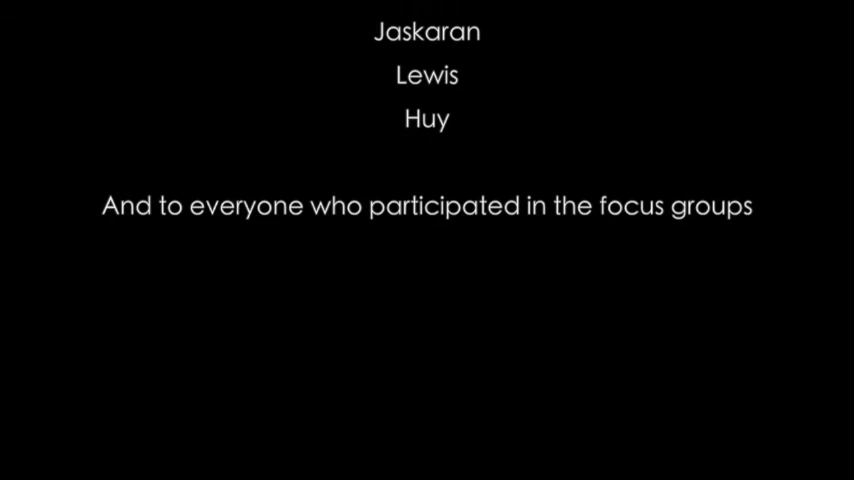 Jaskaran
Lewis
Huy
And to everyone who participated in the focus groups